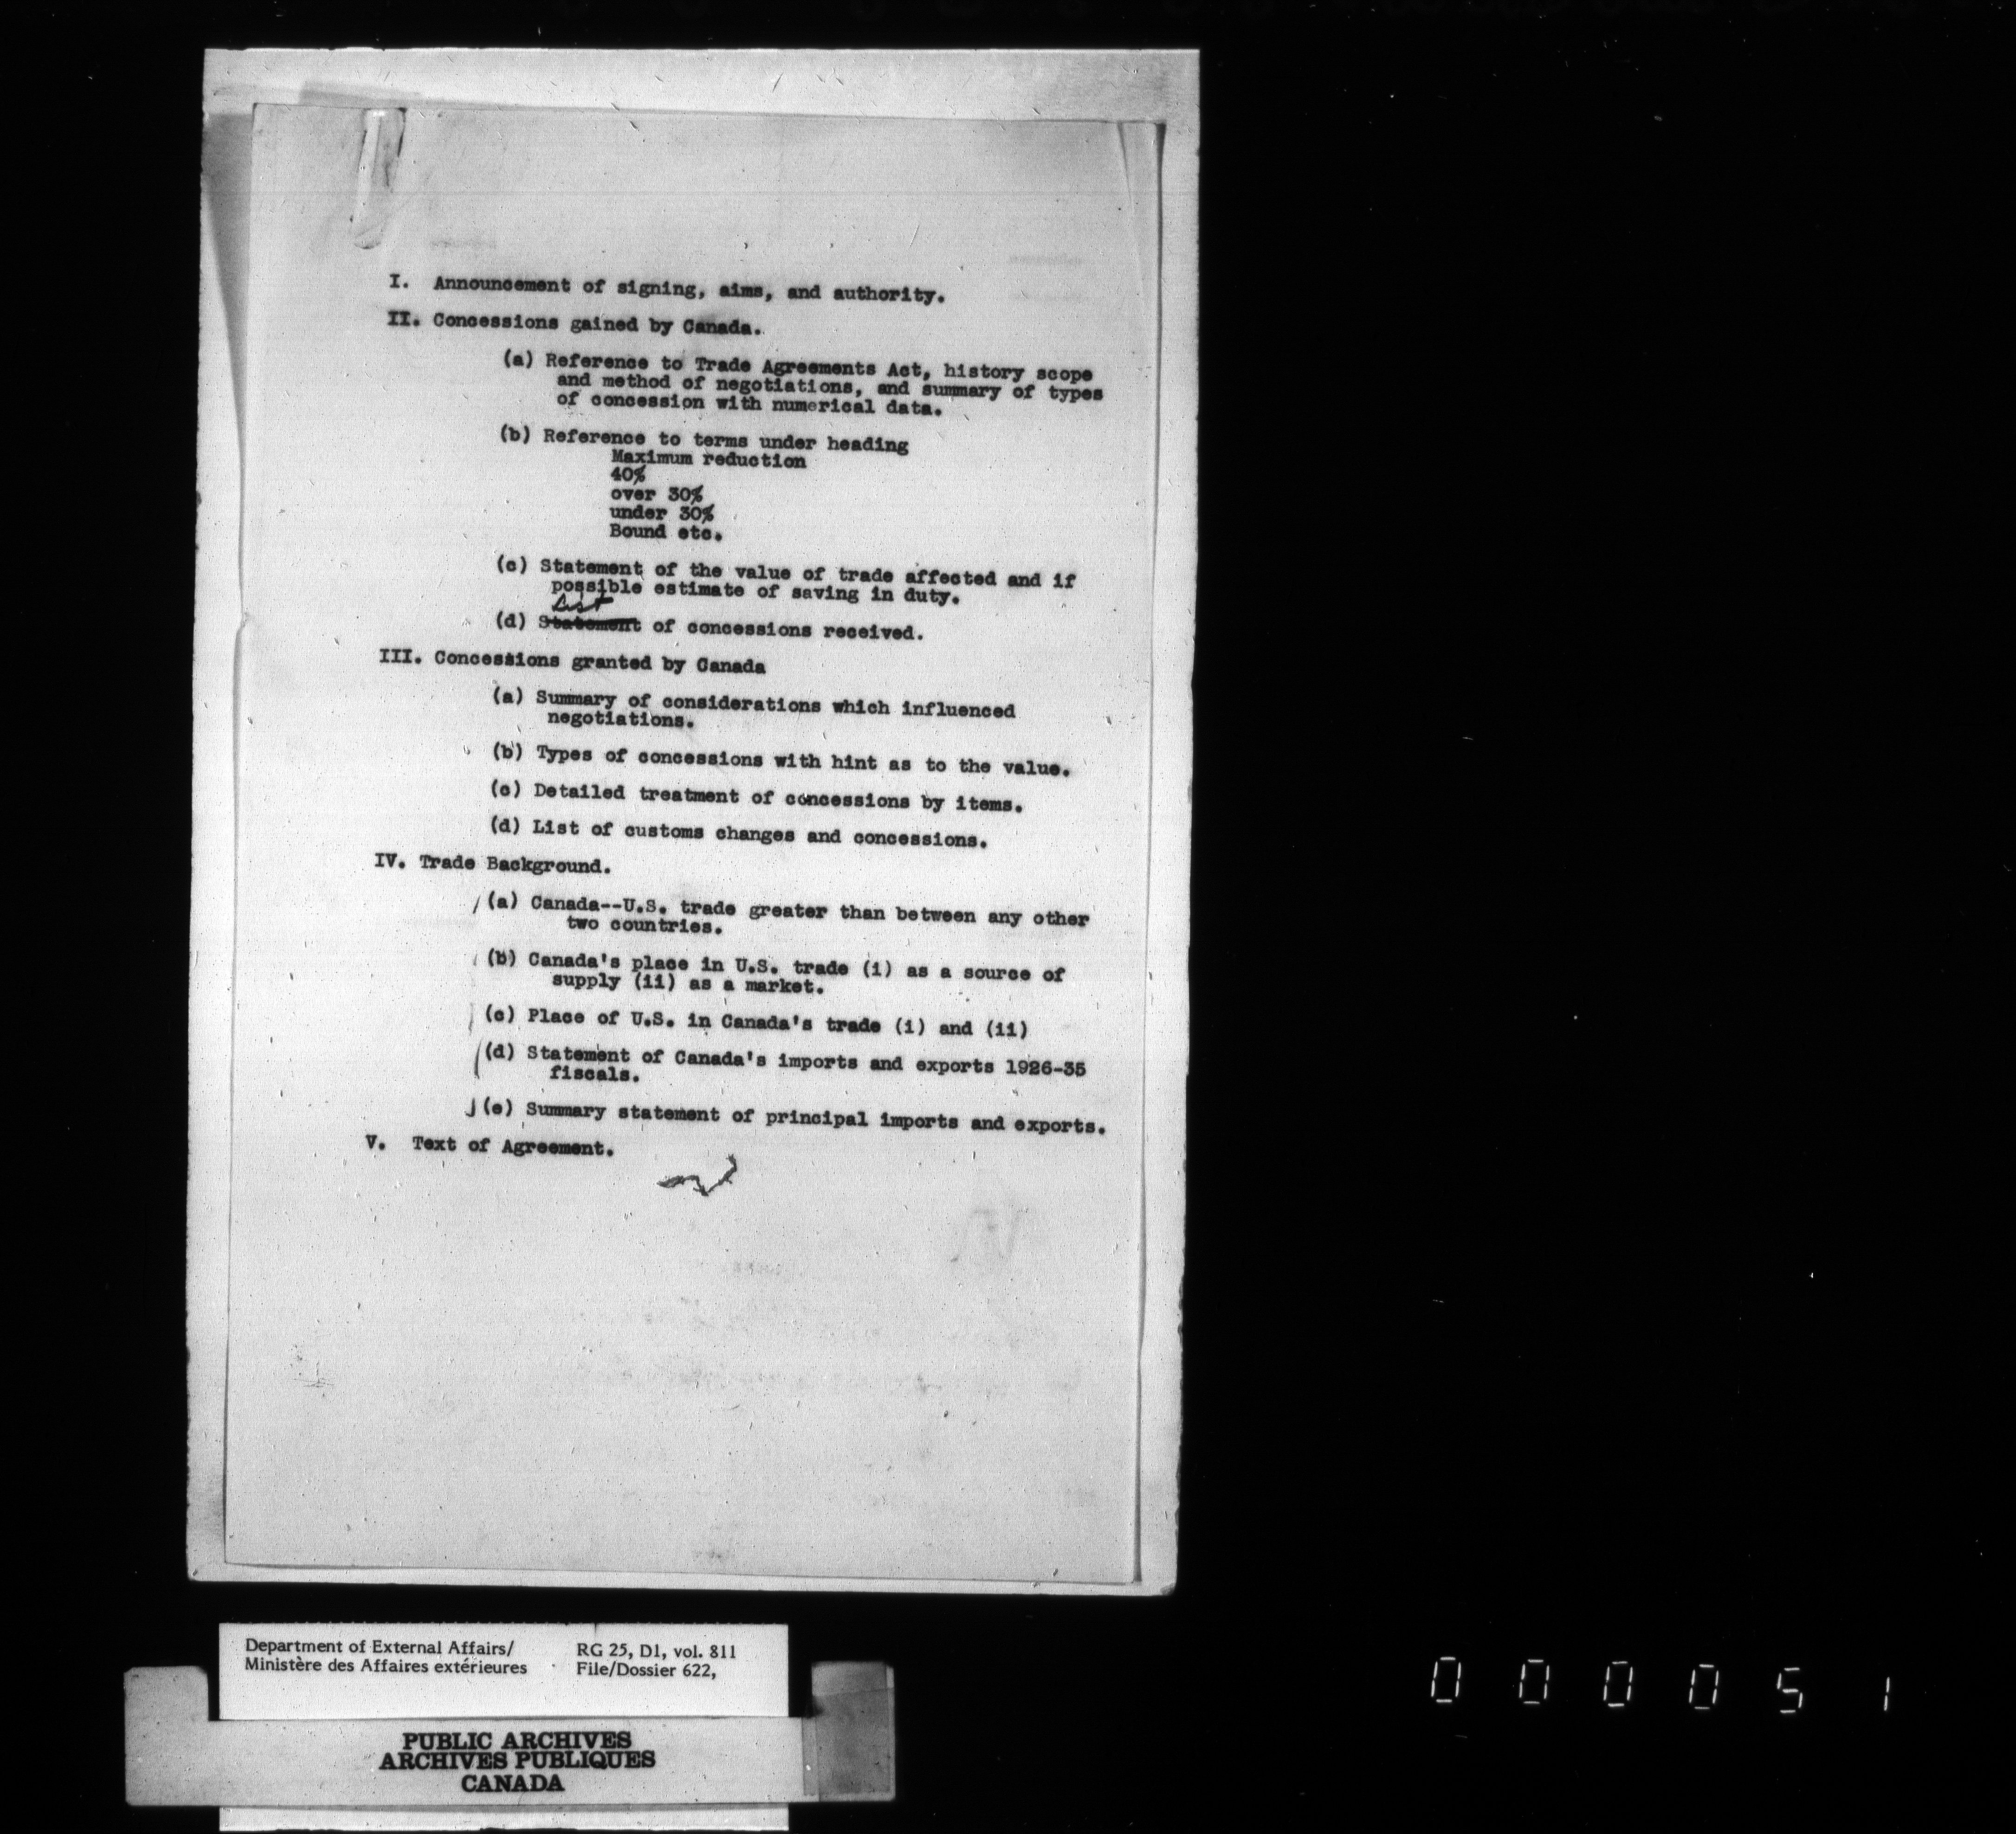 I. Announcement of signing, aims, and authority.
II. Concessions gained by Canada.
(a) Reference to Trade Agreements Act, history scope
and method of negotiations, and summary of types
of concession with numerical data.
(b) Reference to terms under heading
Maximum reduction
40%
over 30%
under 30%
Bound etc.
(c) Statement of the value of trade affected and if
possible estimate of saving in duty.
List
(d) Statement of concessions received.
III. Concessions granted by Canada
(a) Summary of considerations which influenced
negotiations.
(b) Types of concessions with hint as to the value.
(c) Detailed treatment of concessions by items.
(d) List of customs changes and concessions.
IV. Trade Background.
(a) Canada--U.S. trade greater than between any other
two countries.
(b) Canada's place in U.S. trade (i) as a source of
supply (ii) as a market.
(c) Place of U.S. in Canada's trade (i) and (ii)
(d) Statement of Canada's imports and exports 1926-35
fiscals.
(e) Summary statement of principal imports and exports.
V. Text of Agreement.
Department of External Affairs/
Ministère des Affaires extérieures
RG 25, D1, vol. 811
File/Dossier 622,
PUBLIC ARCHIVES
ARCHIVES PUBLIQUES
CANADA
000051